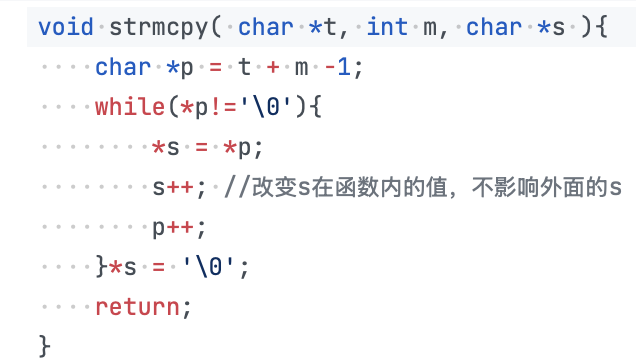 void strmcpy( char *t, int m, char *s ){
    char *p = t + m -1;
    while(*p!='\0'){
        *s = *p;
        s++; //改变s在函数内的值，不影响外面的s
        p++;
    }*s = '\0';
    return;
}